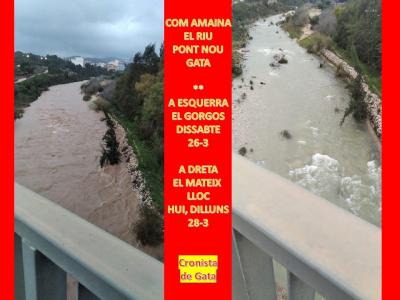 COM AMAINA
EL RIU
PONT NOU
GATA
**
A ESQUERRA
EL GORGOS
DISSABTE
26-3
A DRETA
EL MATEIX
LLOC
HUI, DILLUNS
28-3
Cronista
de Gata